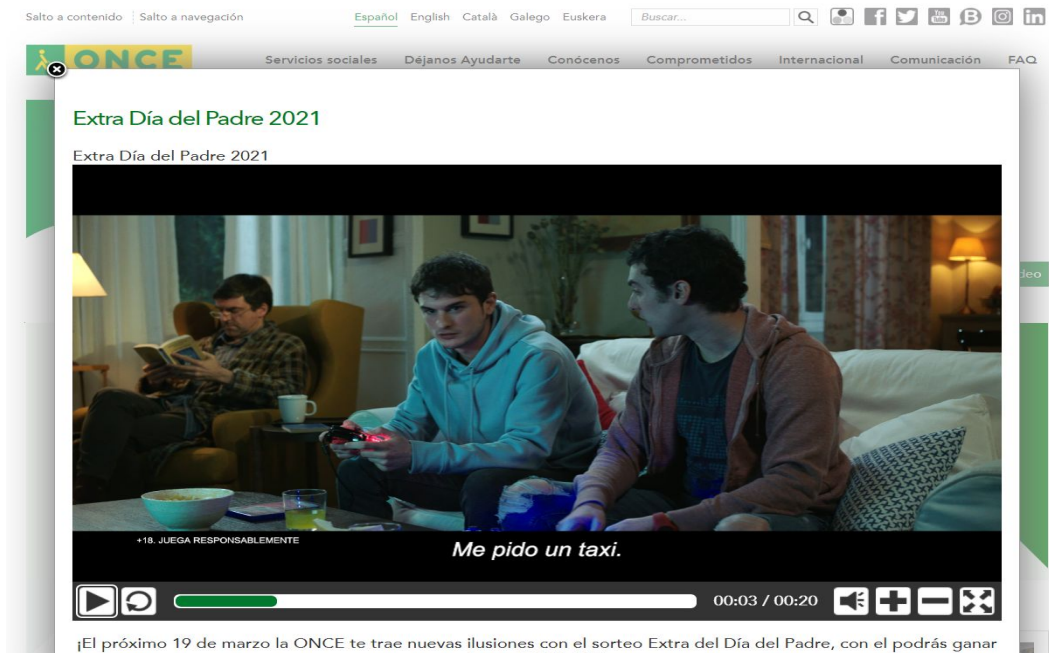 Salto a contenido Salto a navegación Español English Català Galego Euskera Buscar...
ONCE Servicios sociales Déjanos Ayudarte Conócenos Comprometidos Internacional Comunicación FAQ
Extra Día del Padre 2021
Extra Día del Padre 2021
deo
+18. JUEGA RESPONSABLEMENTE
Me pido un taxi.
00:03 / 00:20
¡El próximo 19 de marzo la ONCE te trae nuevas ilusiones con el sorteo Extra del Día del Padre, con el podrás ganar